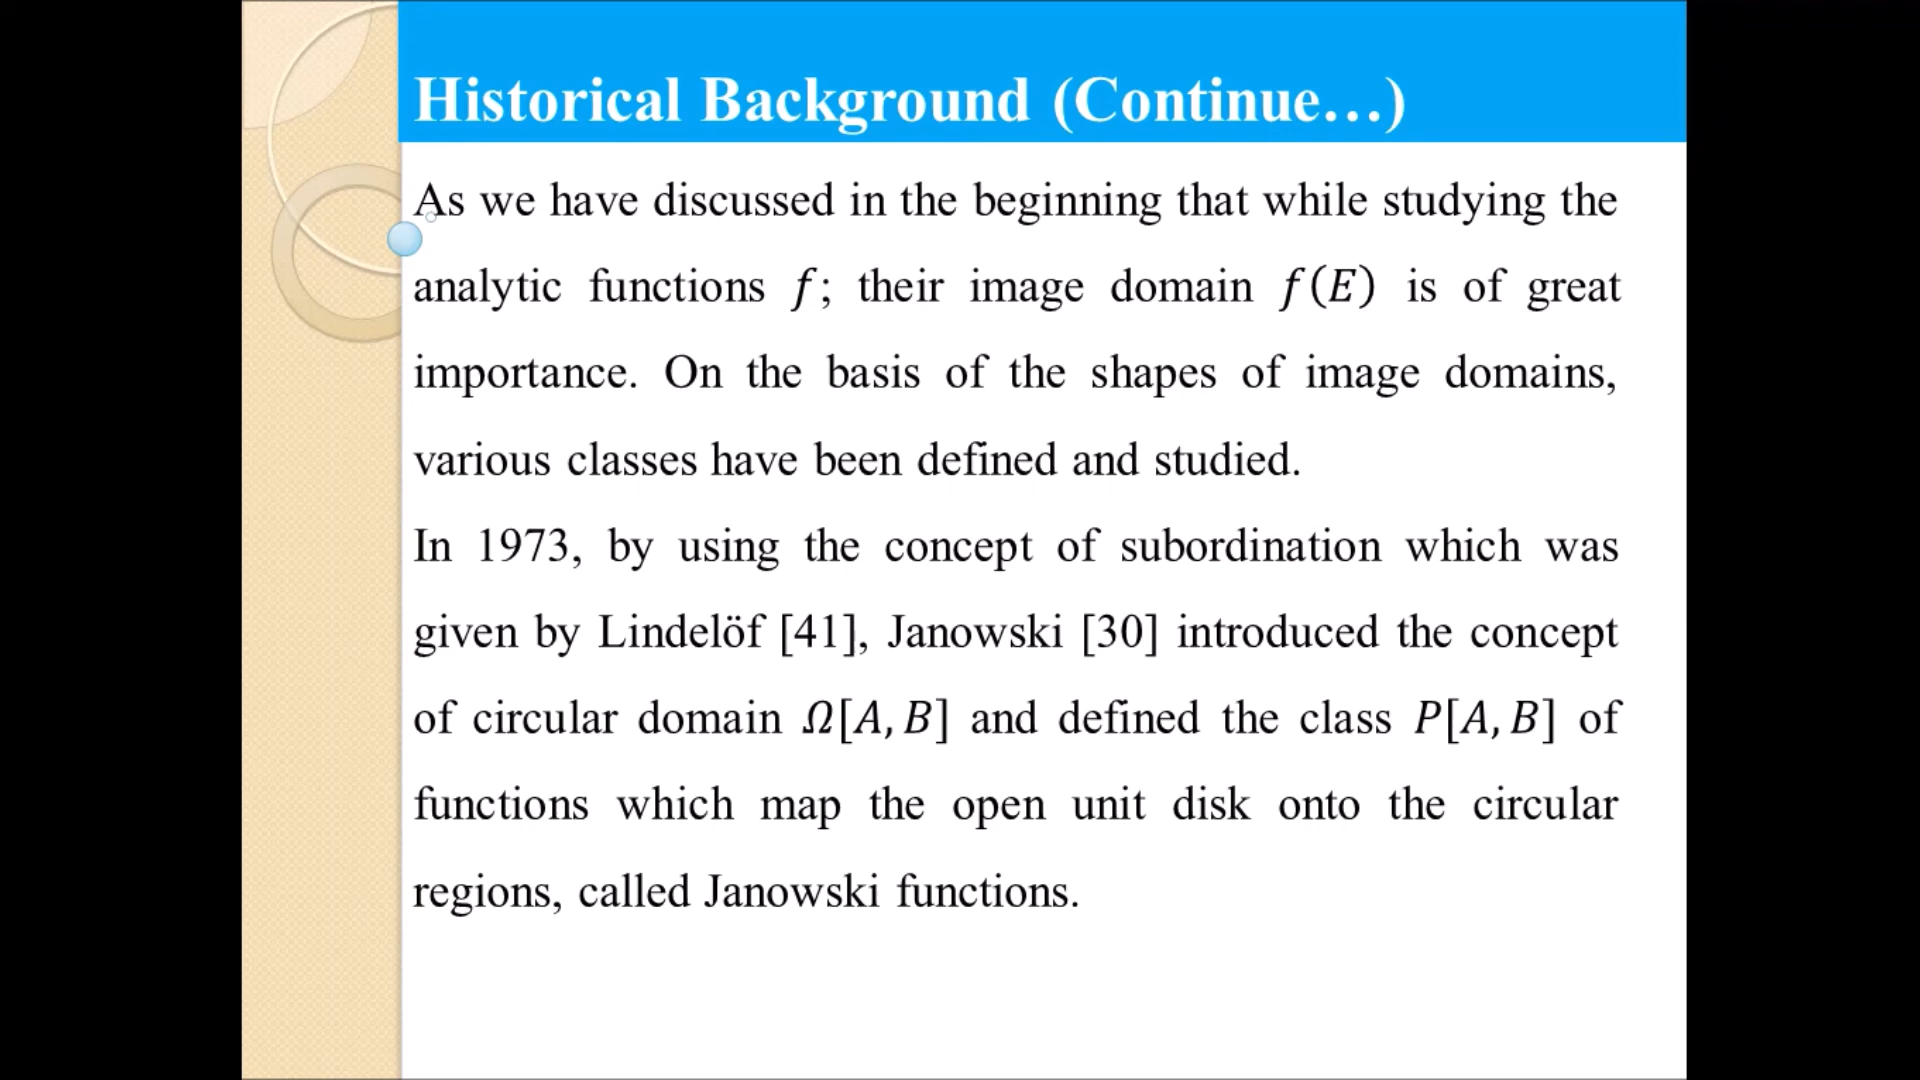 Historical Background (Continue…)
As we have discussed in the beginning that while studying the
analytic functions f; their image domain f(E) is of great
importance. On the basis of the shapes of image domains,
various classes have been defined and studied.
In 1973, by using the concept of subordination which was
given by Lindelöf [41], Janowski [30] introduced the concept
of circular domain Ω[A, B] and defined the class P[A, B] of
functions which map the open unit disk onto the circular
regions, called Janowski functions.